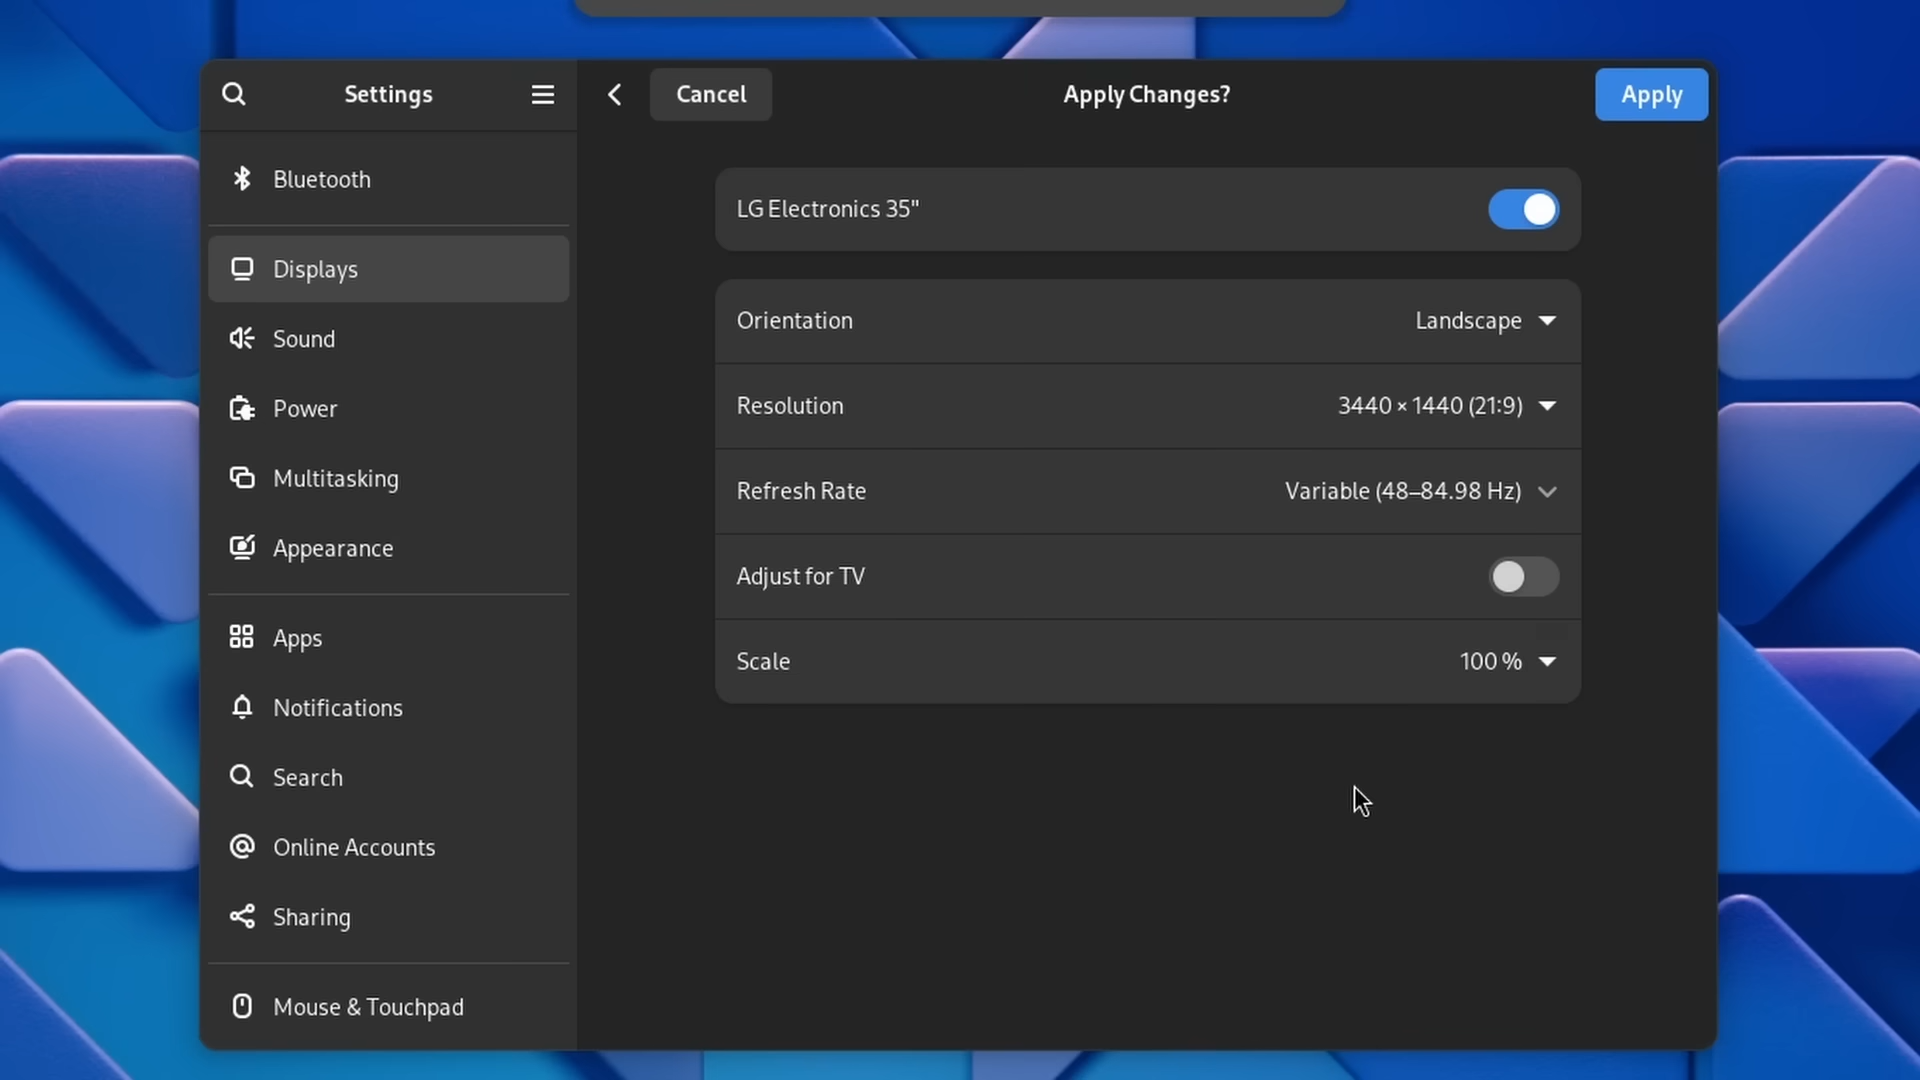 Settings
Cancel
Apply Changes?
Apply
Bluetooth
Displays
Sound
Power
Multitasking
Appearance
Apps
Notifications
Search
Online Accounts
Sharing
Mouse & Touchpad
LG Electronics 35"
Orientation Landscape
Resolution 3440 × 1440 (21:9)
Refresh Rate Variable (48–84.98 Hz)
Adjust for TV
Scale 100 %